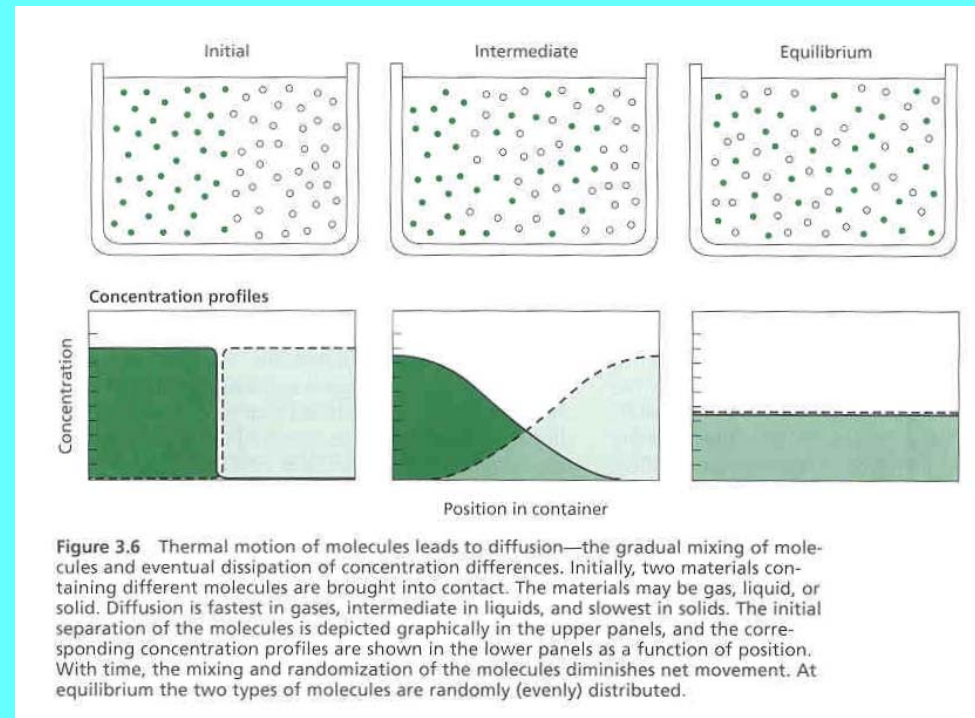 Initial
Intermediate
Equilibrium
Concentration profiles
Concentration
Position in container
Figure 3.6 Thermal motion of molecules leads to diffusion—the gradual mixing of mole-
cules and eventual dissipation of concentration differences. Initially, two materials con-
taining different molecules are brought into contact. The materials may be gas, liquid, or
solid. Diffusion is fastest in gases, intermediate in liquids, and slowest in solids. The initial
separation of the molecules is depicted graphically in the upper panels, and the corre-
sponding concentration profiles are shown in the lower panels as a function of position.
With time, the mixing and randomization of the molecules diminishes net movement. At
equilibrium the two types of molecules are randomly (evenly) distributed.